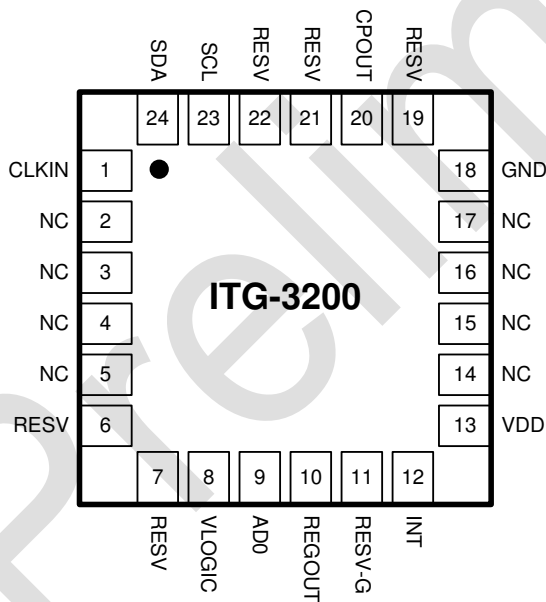 SDA SCL RESV RESV CPOUT RESV
24 23 22 21 20 19
CLKIN 1 18 GND
NC 2 17 NC
NC 3 16 NC
ITG-3200
NC 4 15 NC
NC 5 14 NC
RESV 6 13 VDD
7 8 9 10 11 12
RESV VLOGIC AD0 REGOUT RESV-G INT
Prelim